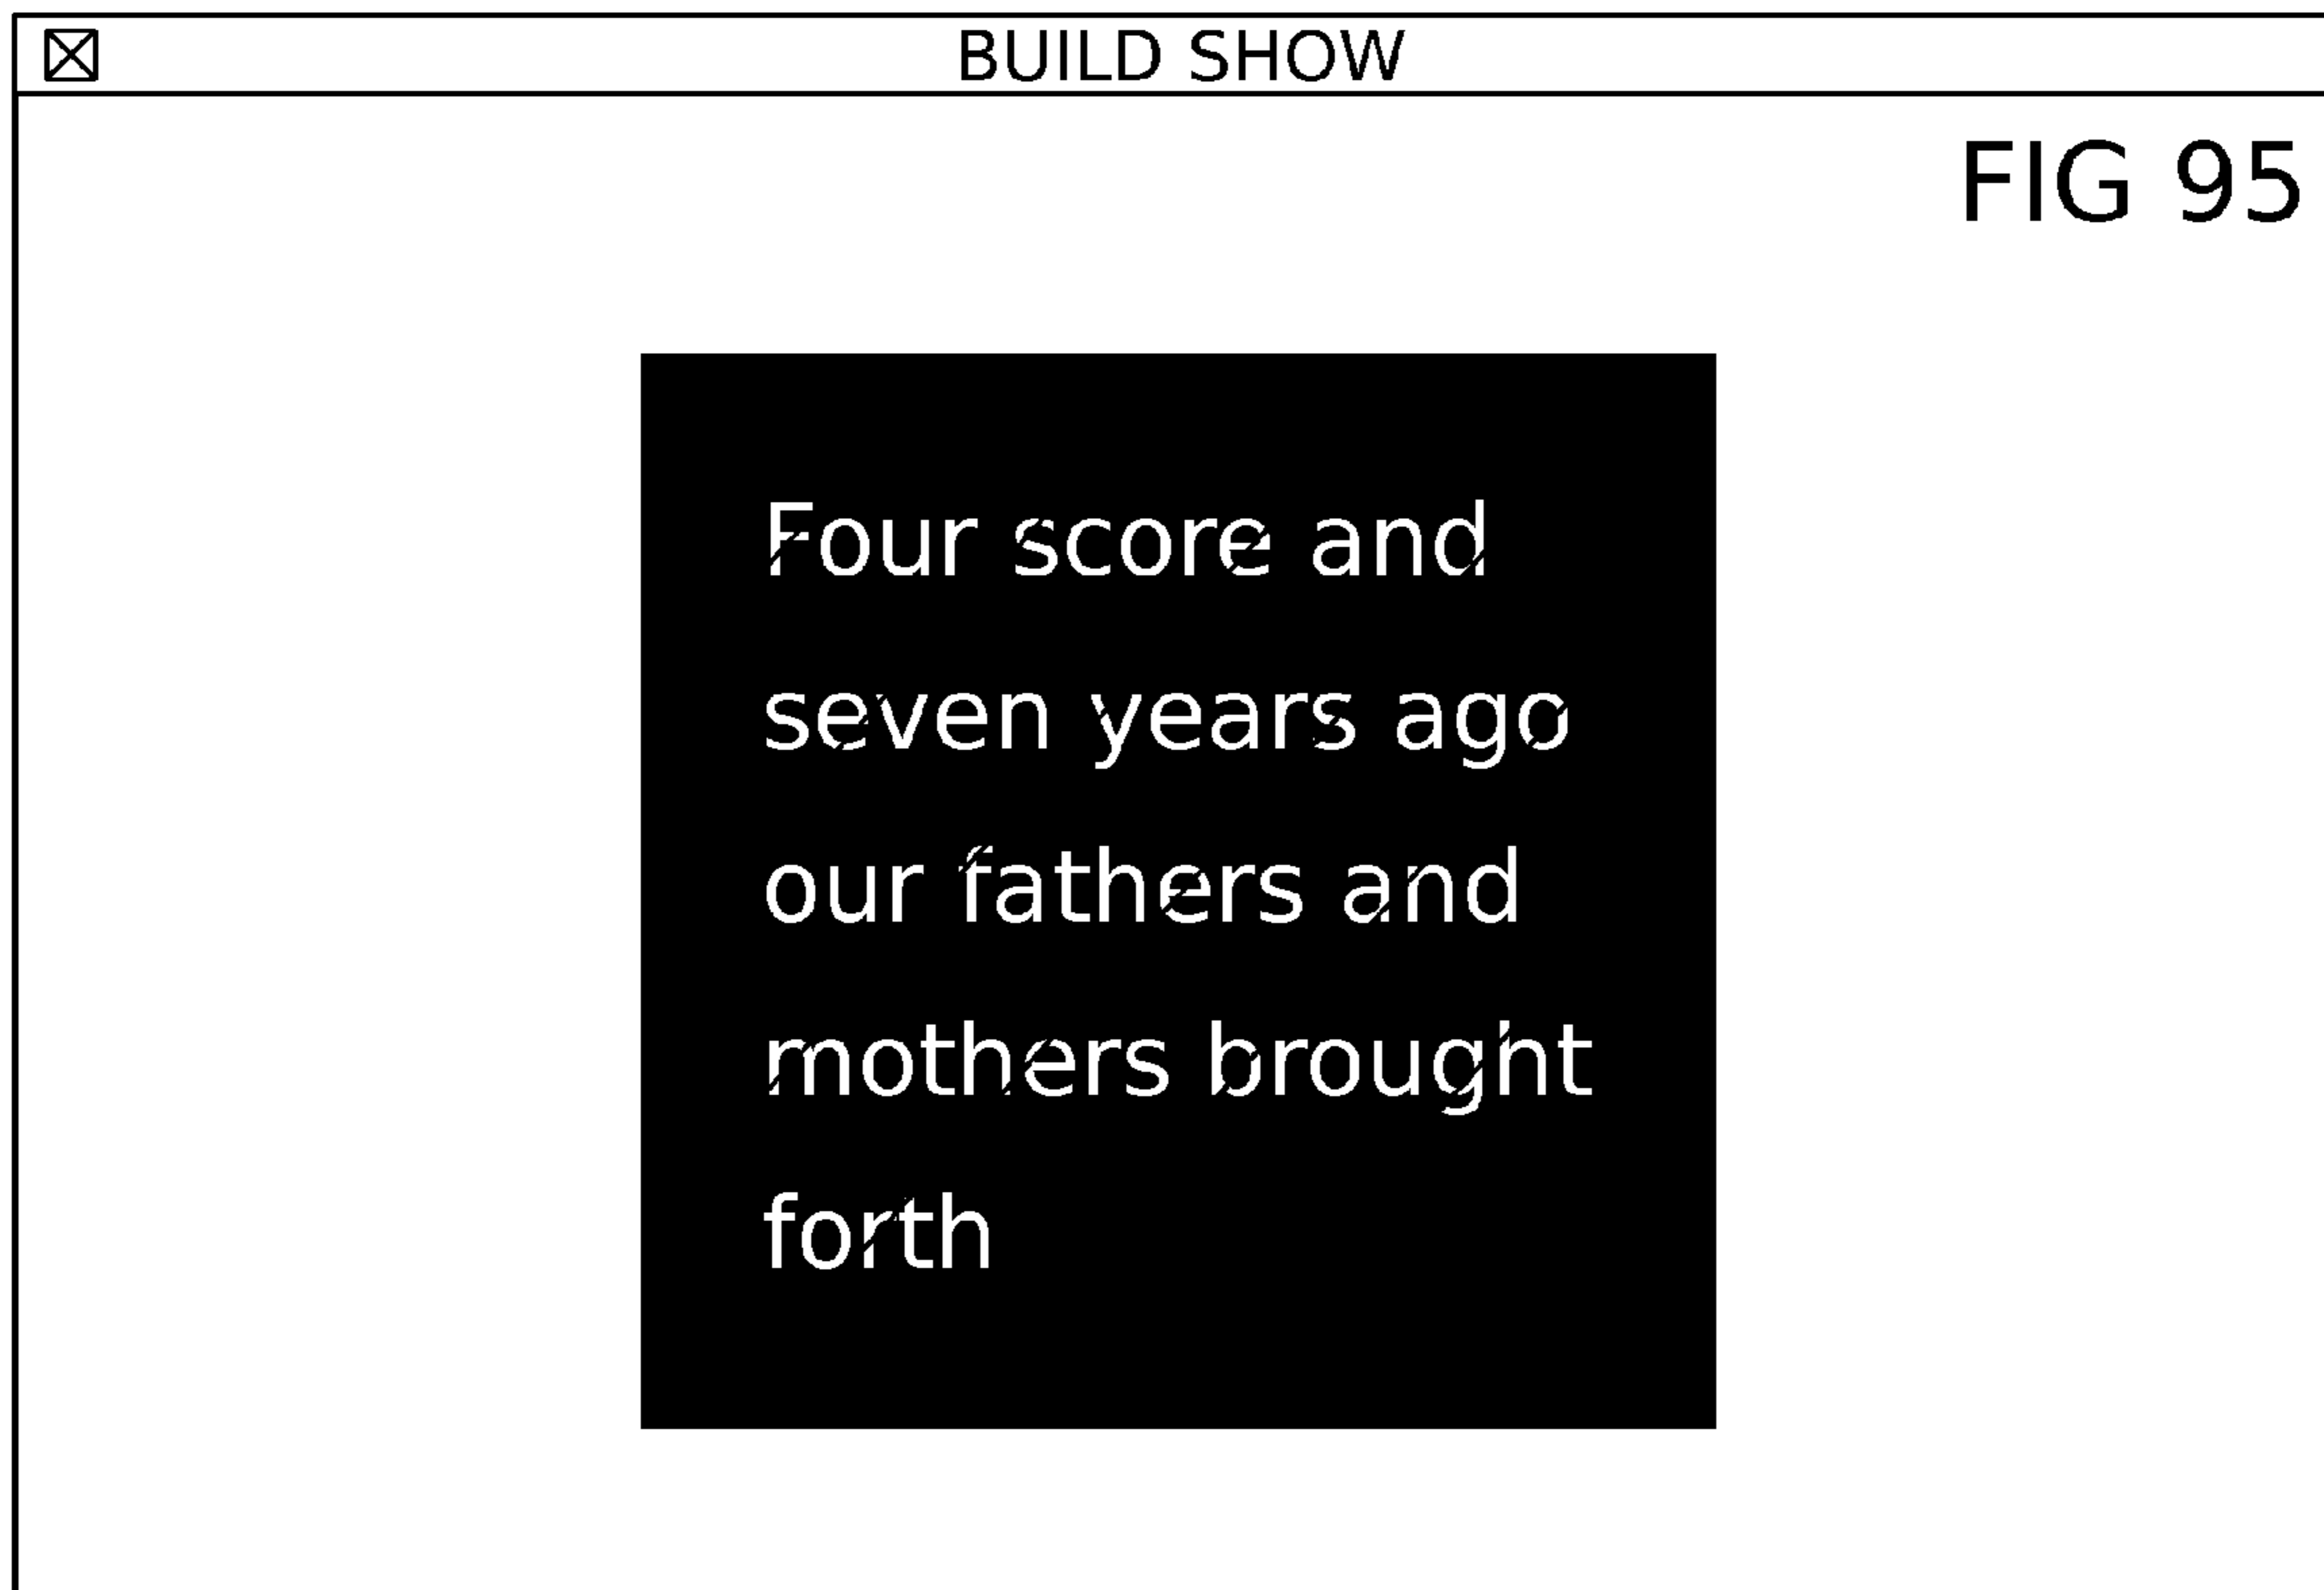 BUILD SHOW
FIG 95
Four score and
seven years ago
our fathers and
mothers brought
forth